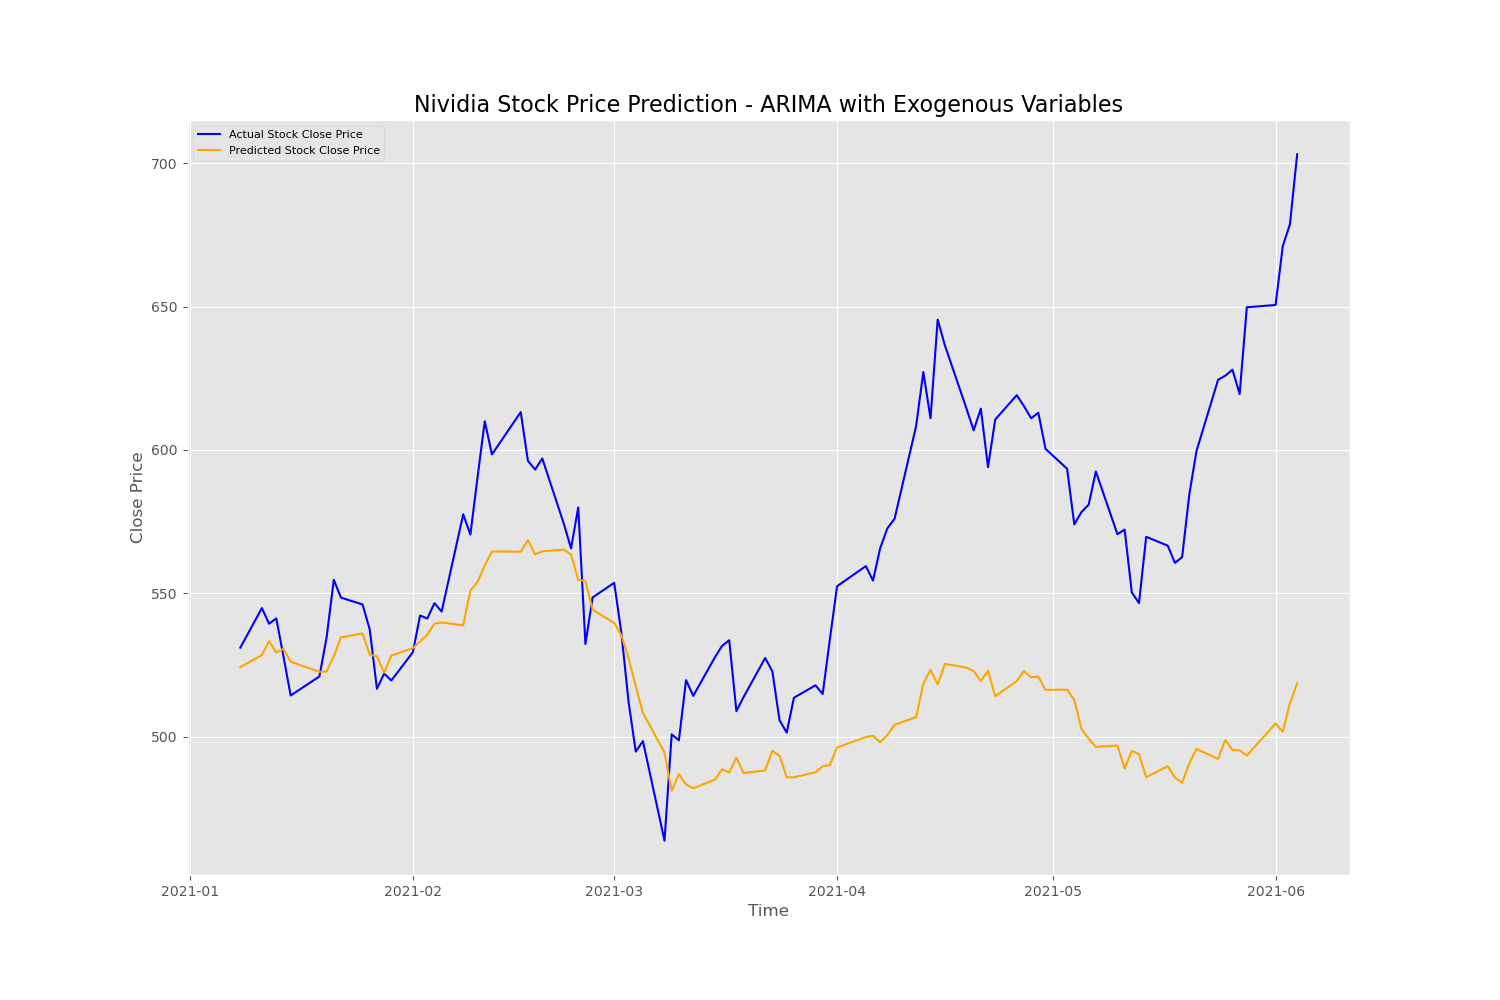 Nividia Stock Price Prediction - ARIMA with Exogenous Variables
Actual Stock Close Price
Predicted Stock Close Price
700
650
600
550
500
Close Price
2021-01 2021-02 2021-03 2021-04 2021-05 2021-06
Time